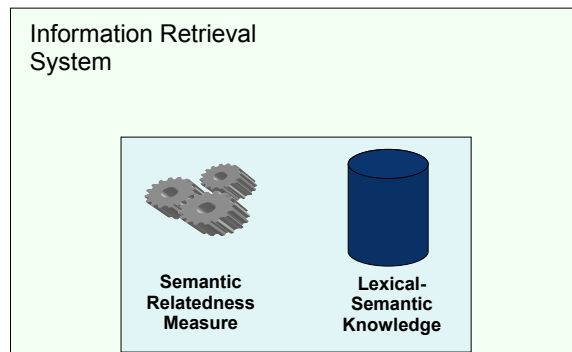 Information Retrieval
System
Semantic
Relatedness
Measure
Lexical-
Semantic
Knowledge